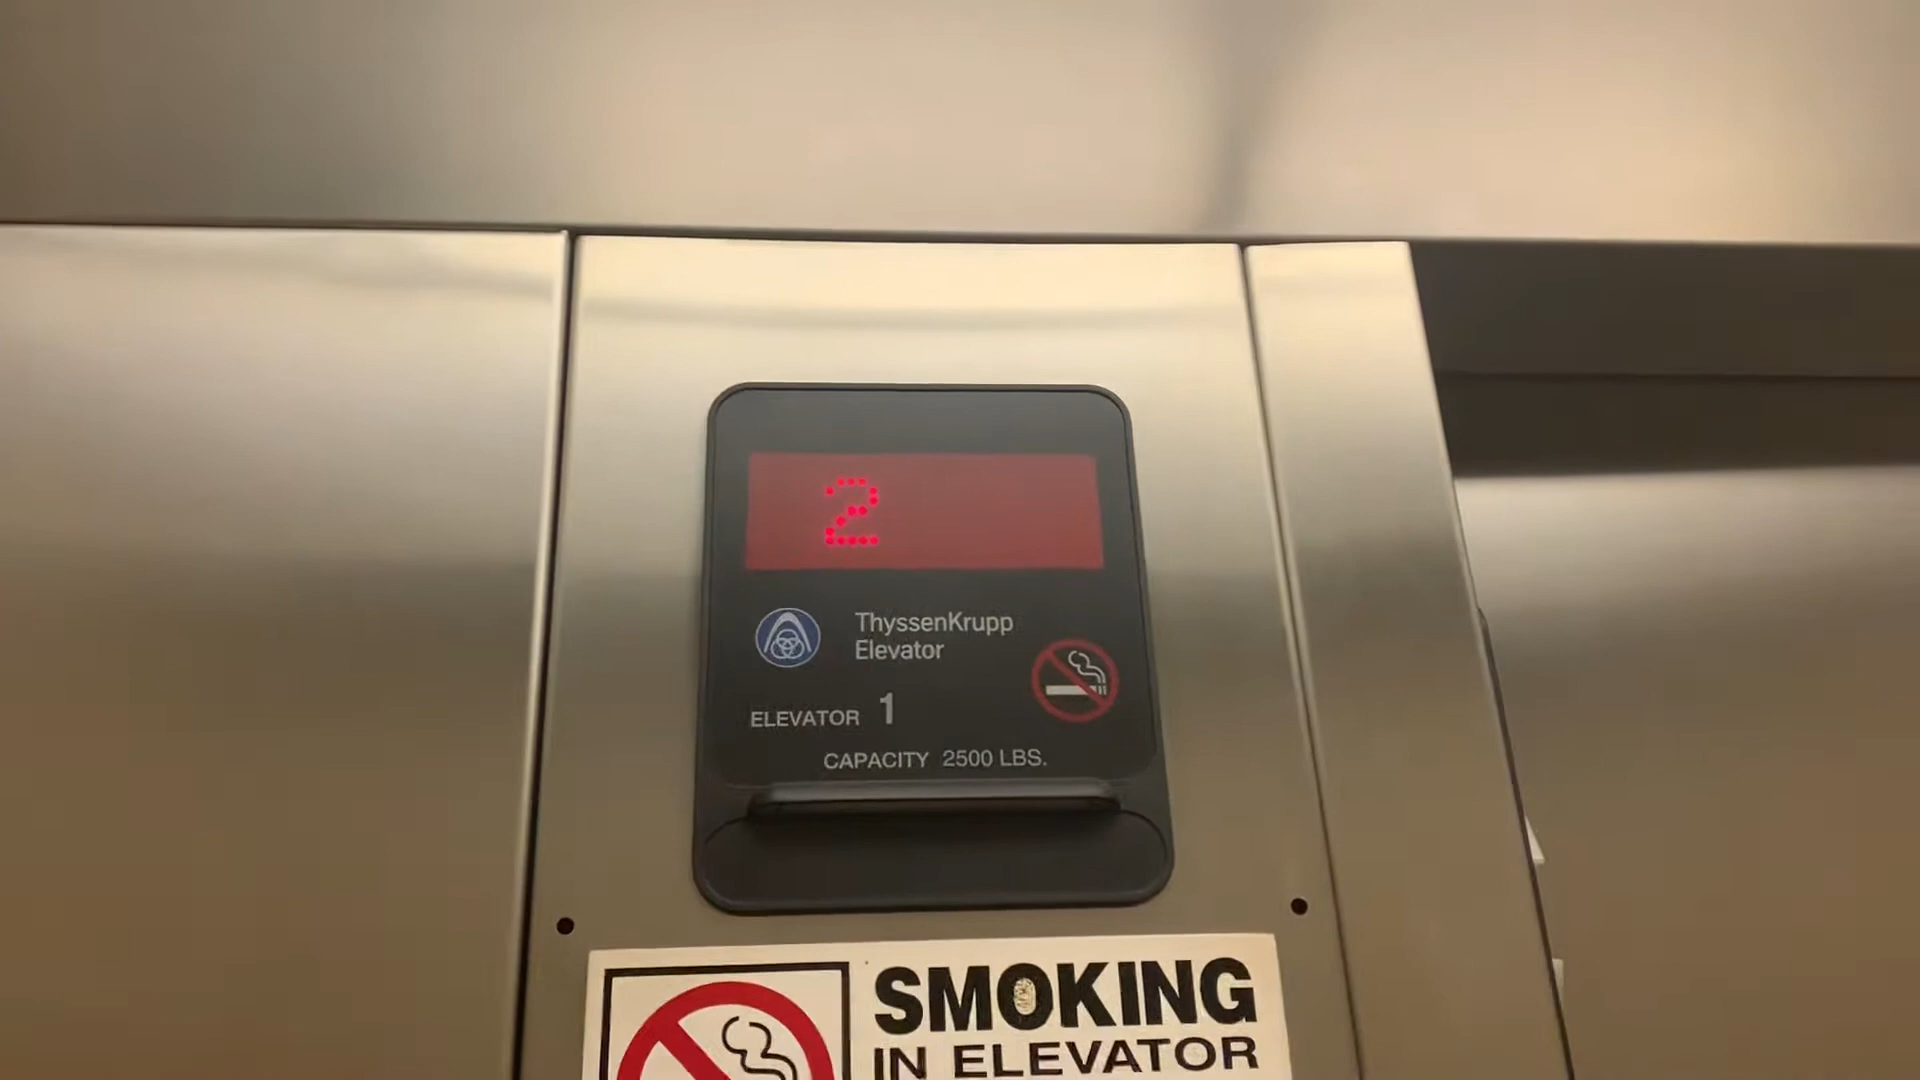 2
ThyssenKrupp
Elevator
ELEVATOR 1
CAPACITY 2500 LBS.
SMOKING
IN ELEVATOR